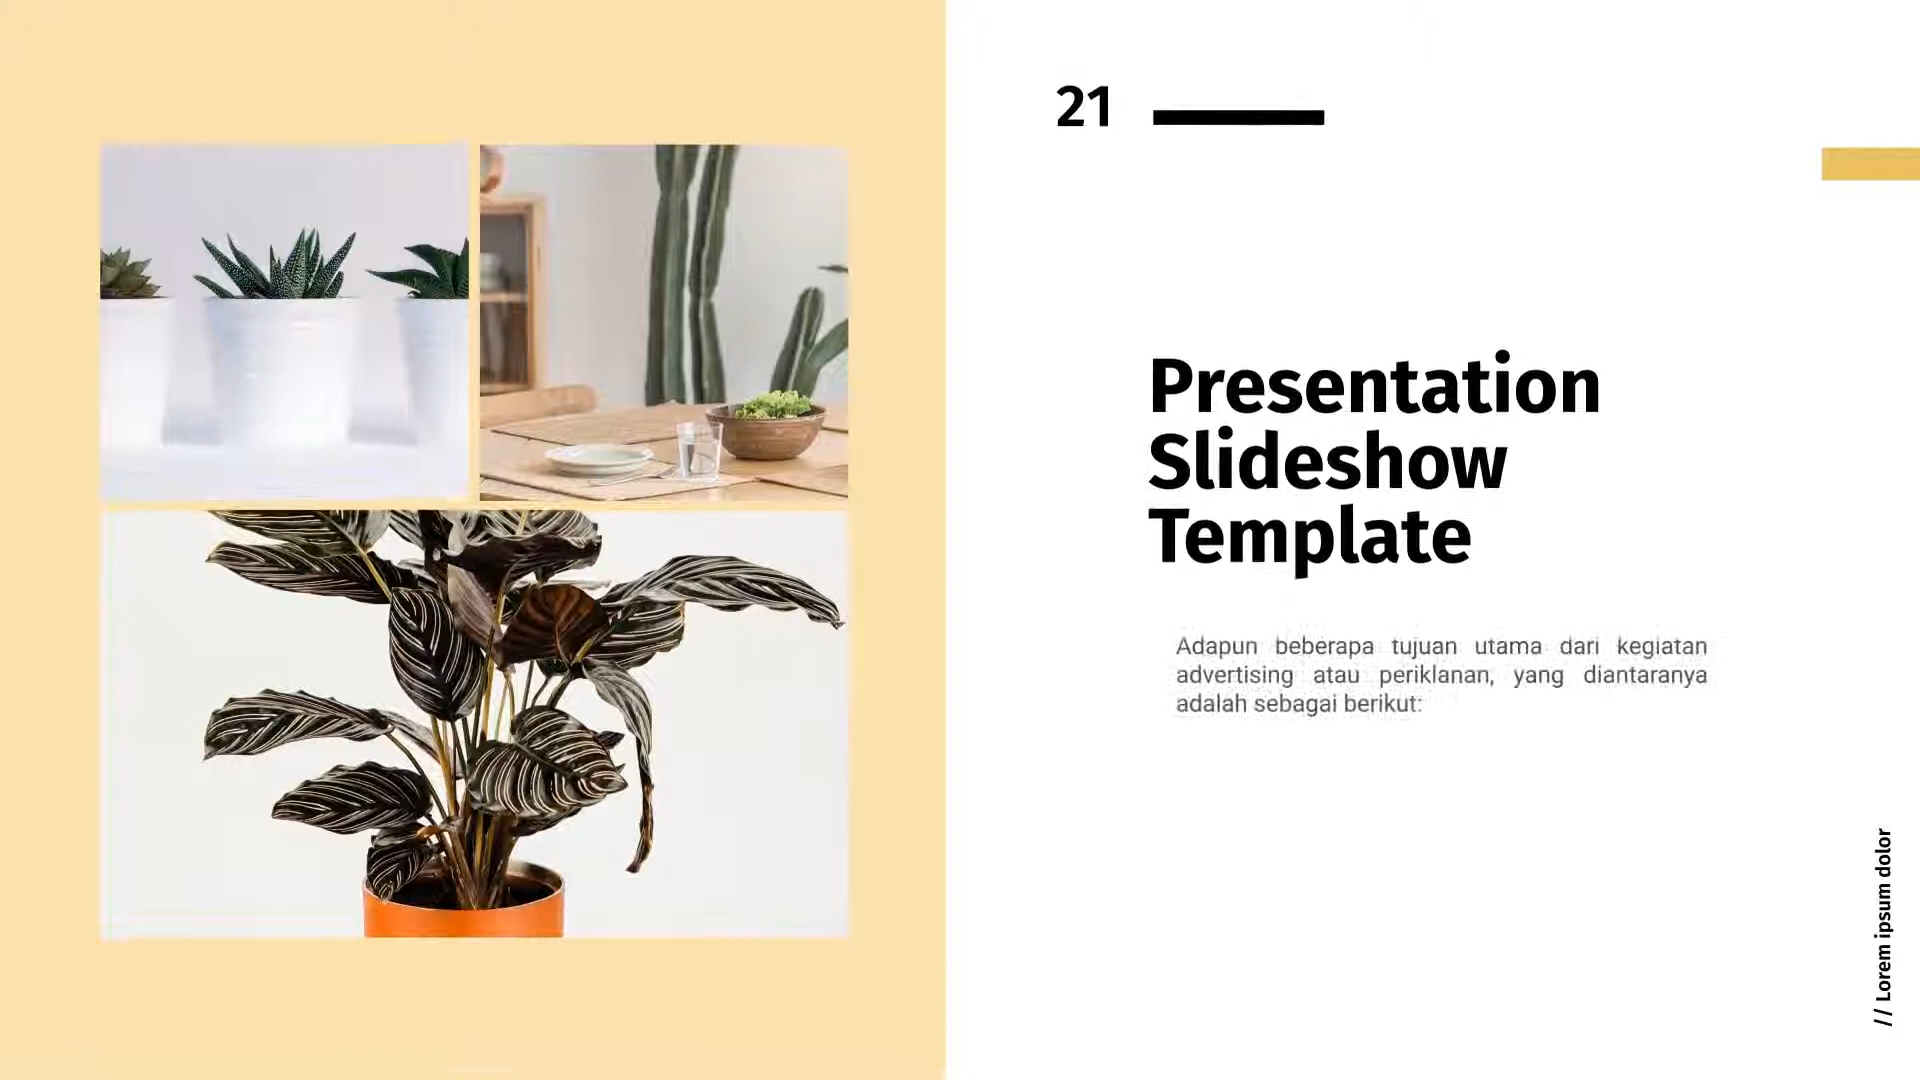 21
Presentation
Slideshow
Template
Adapun beberapa tujuan utama dari kegiatan
advertising atau periklanan, yang diantaranya
adalah sebagai berikut:
// Lorem ipsum dolor